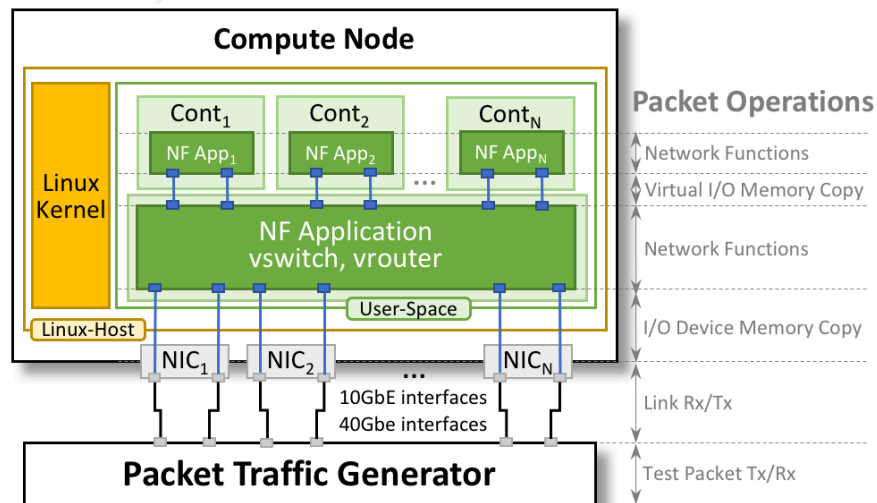 Compute Node
Packet Operations
Linux
Kernel
Cont1
Cont2
ContN
NF App1
NF App2
NF AppN
...
Network Functions
Virtual I/O Memory Copy
NF Application
vswitch, vrouter
Network Functions
User-Space
Linux-Host
I/O Device Memory Copy
NIC1
NIC2
...
NICN
10GbE interfaces
40Gbe interfaces
Link Rx/Tx
Packet Traffic Generator
Test Packet Tx/Rx